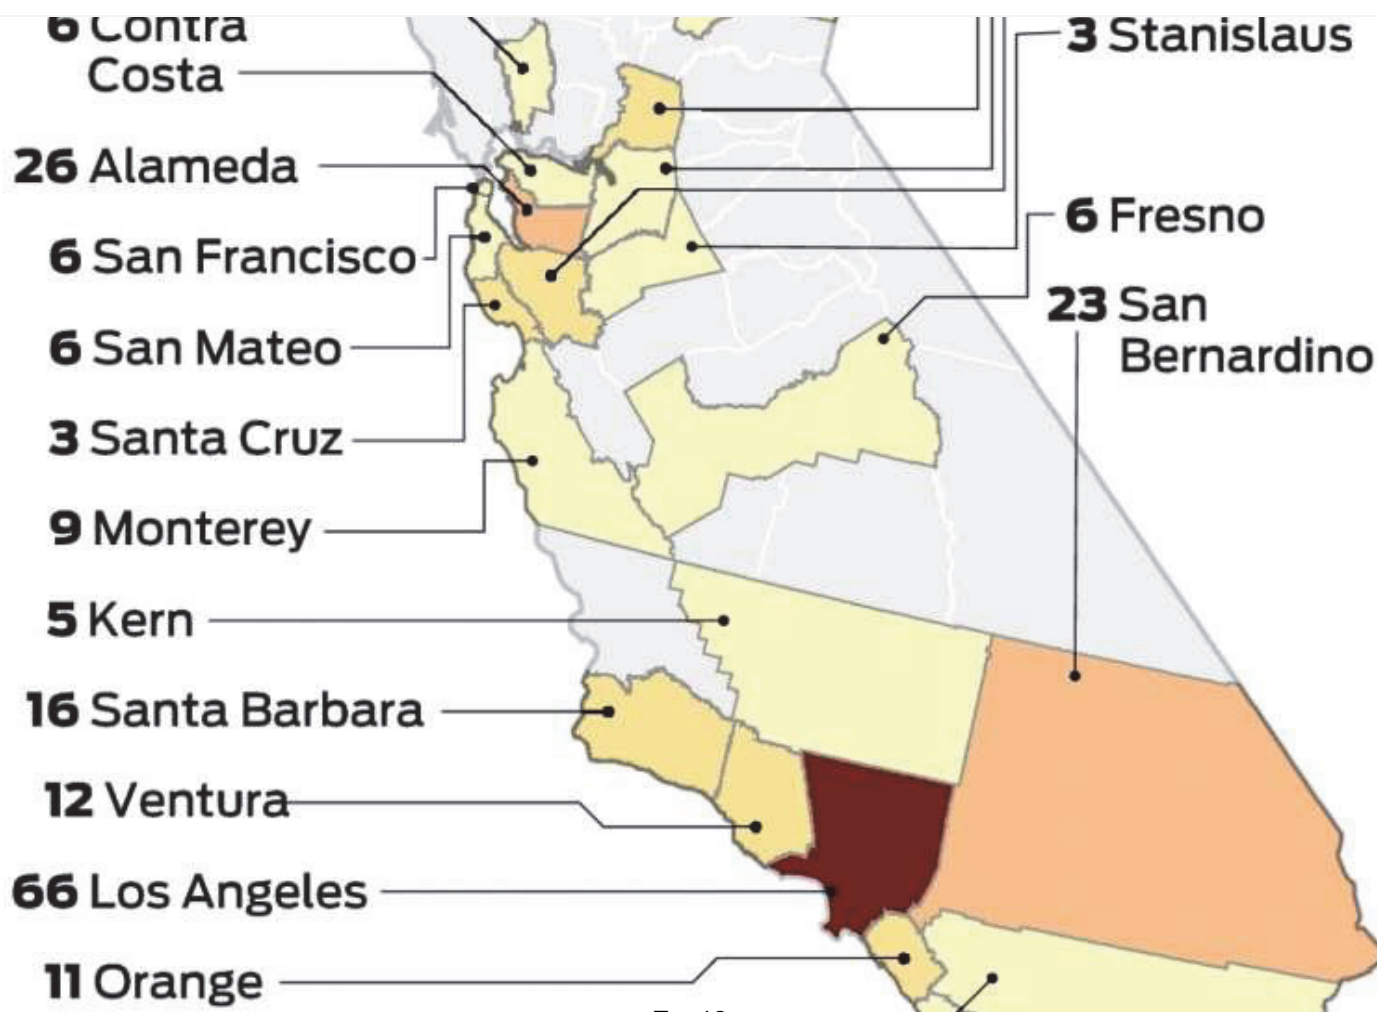 6 Contra
Costa
3 Stanislaus
26 Alameda
6 Fresno
6 San Francisco
23 San
Bernardino
6 San Mateo
3 Santa Cruz
9 Monterey
5 Kern
16 Santa Barbara
12 Ventura
66 Los Angeles
11 Orange